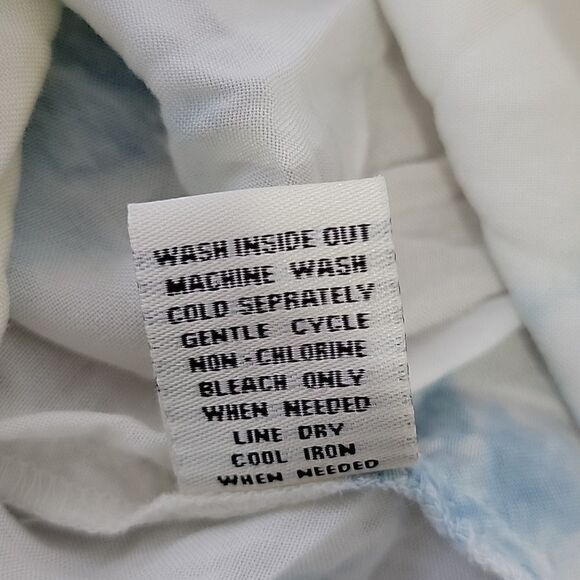 WASH INSIDE OUT
MACHINE WASH
COLD SEPRATELY
GENTLE CYCLE
NON-CHLORINE
BLEACH ONLY
WHEN NEEDED
LINE DRY
COOL IRON
WHEN NEEDED